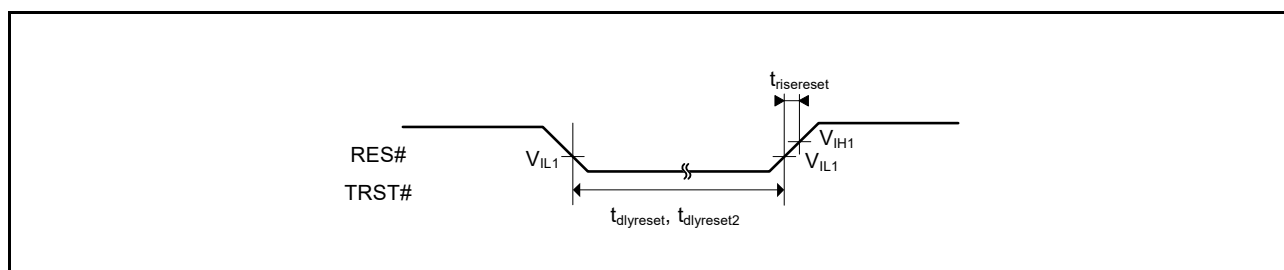 trisereset
VIH1
RES#
VIL1
VIL1
TRST#
tdlyreset, tdlyreset2